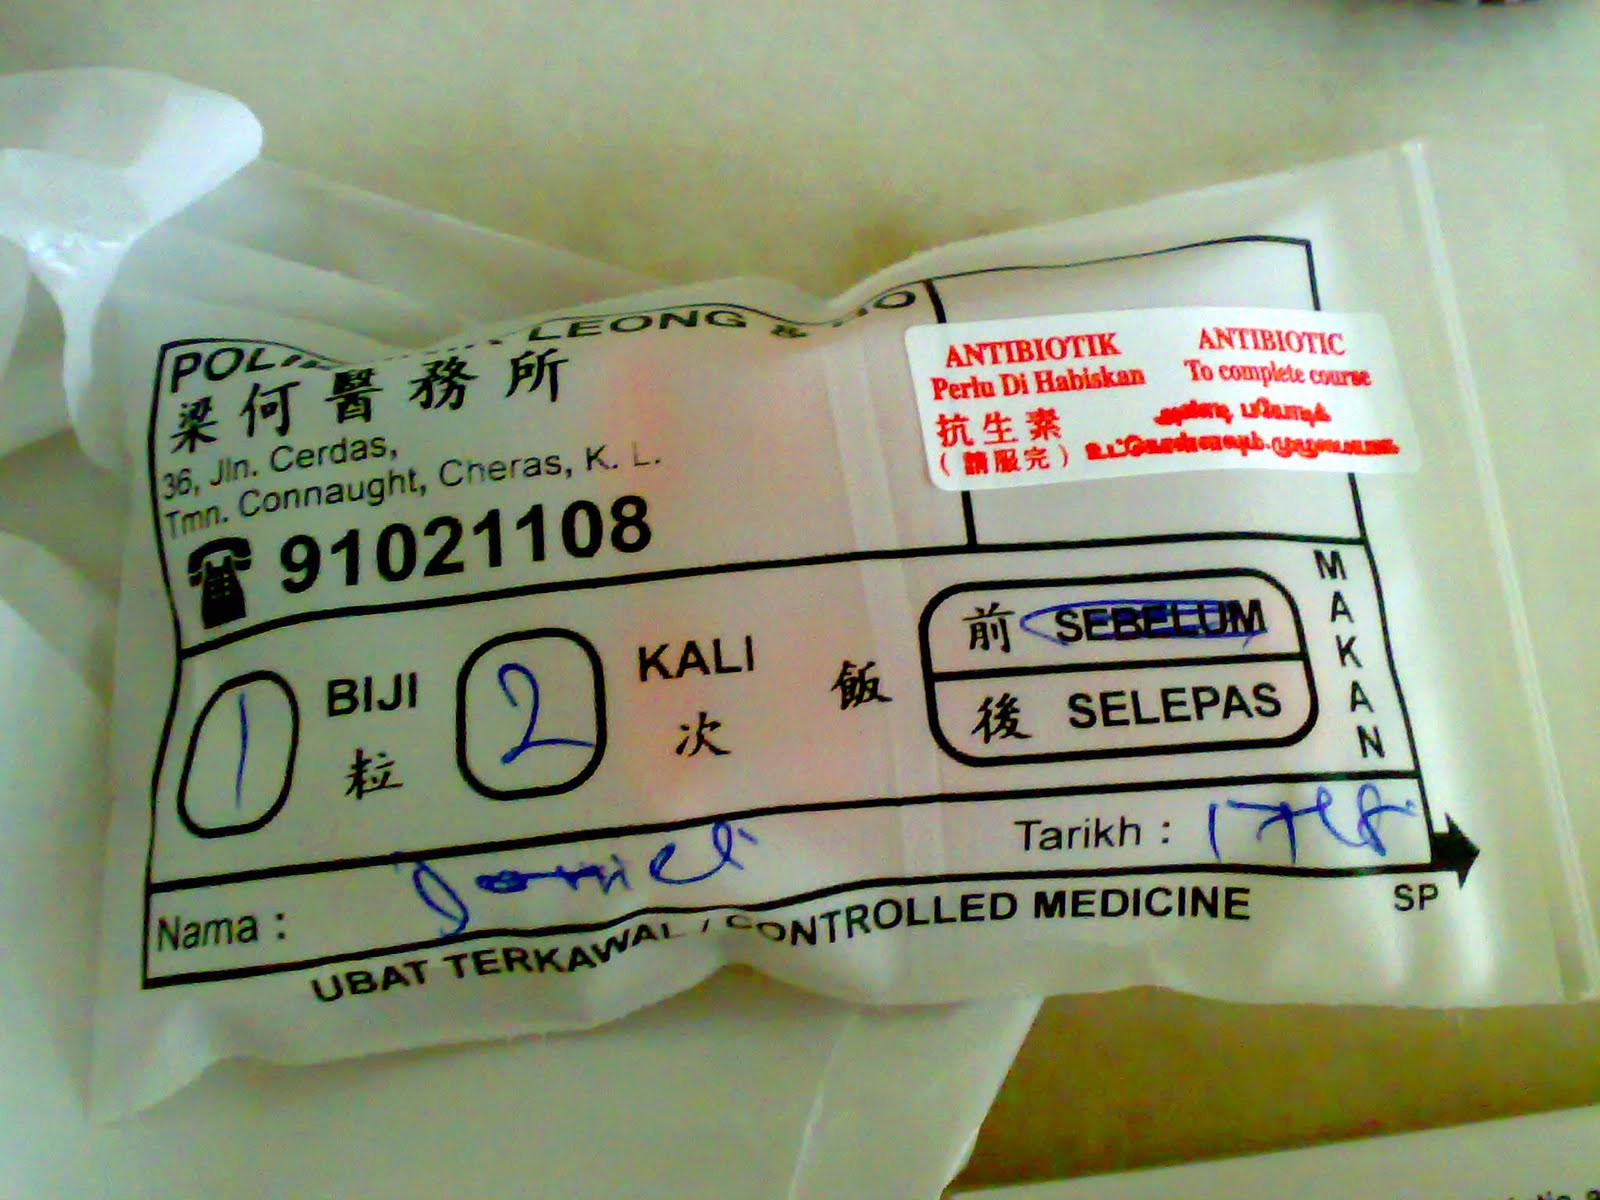 LEONG &
梁何醫務所
36, Jln. Cerdas,
Tmn. Connaught, Cheras, K. L.
91021108
ANTIBIOTIK
Perlu Di Habiskan
抗生素
(請服完)
ANTIBIOTIC
To complete course
1 BIJI 2 KALI
粒 次 飯
前 SEBELUM
後 SELEPAS
MAKAN
Nama :
Tarikh :
UBAT TERKAWAL / CONTROLLED MEDICINE
SP